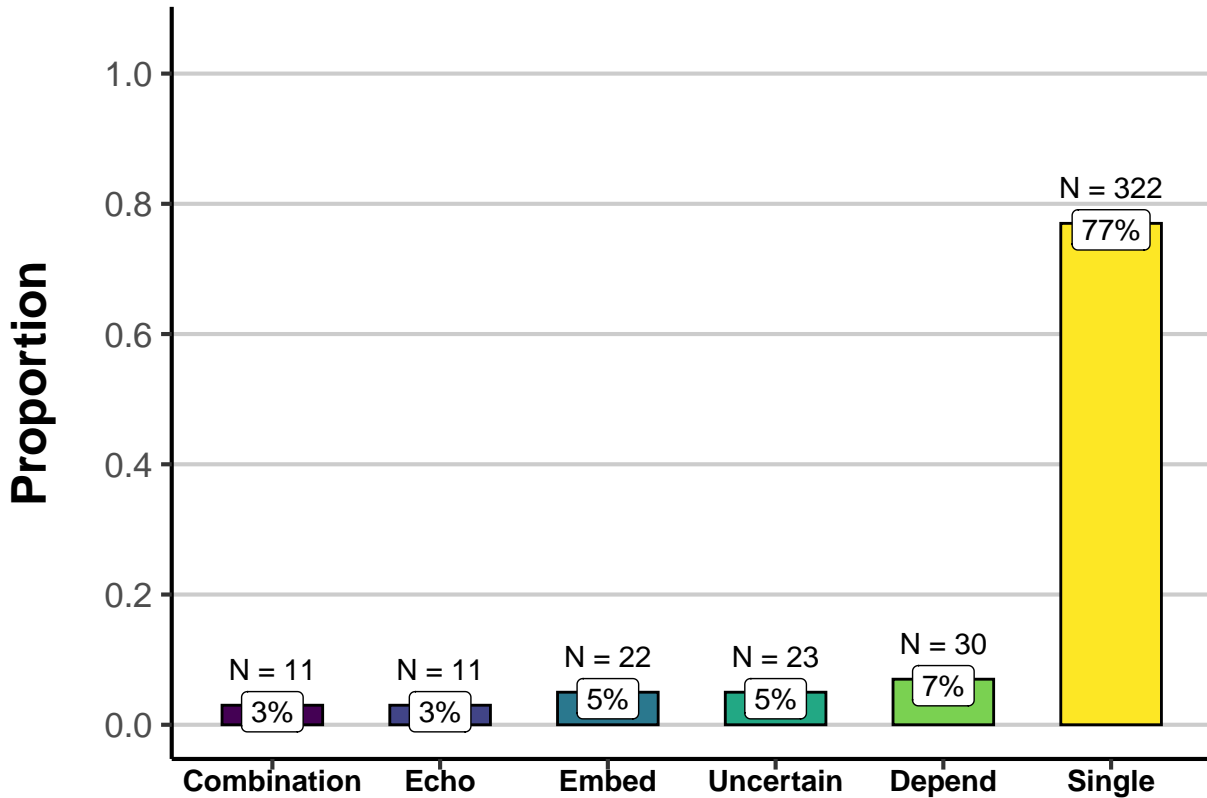 Proportion
1.0
0.8
0.6
0.4
0.2
0.0
N = 11
3%
N = 11
3%
N = 22
5%
N = 23
5%
N = 30
7%
N = 322
77%
Combination Echo Embed Uncertain Depend Single